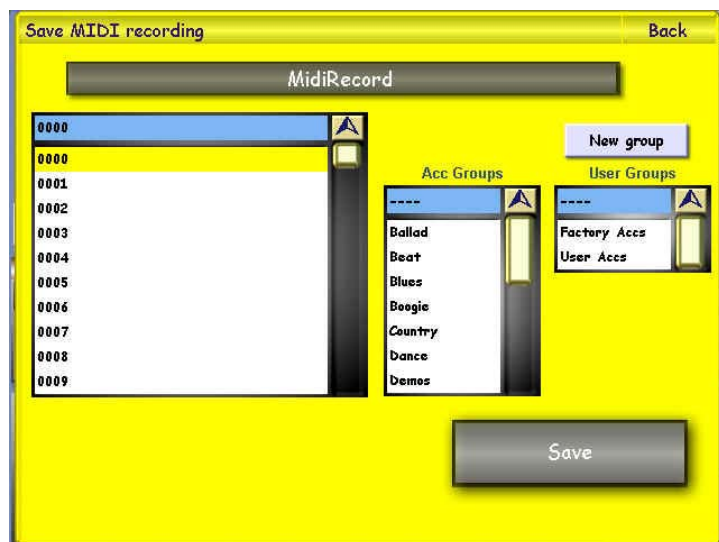 Save MIDI recording
Back
MidiRecord
0000
0000
0001
0002
0003
0004
0005
0006
0007
0008
0009
Acc Groups
----
Ballad
Beat
Blues
Boogie
Country
Dance
Demos
New group
User Groups
----
Factory Accs
User Accs
Save